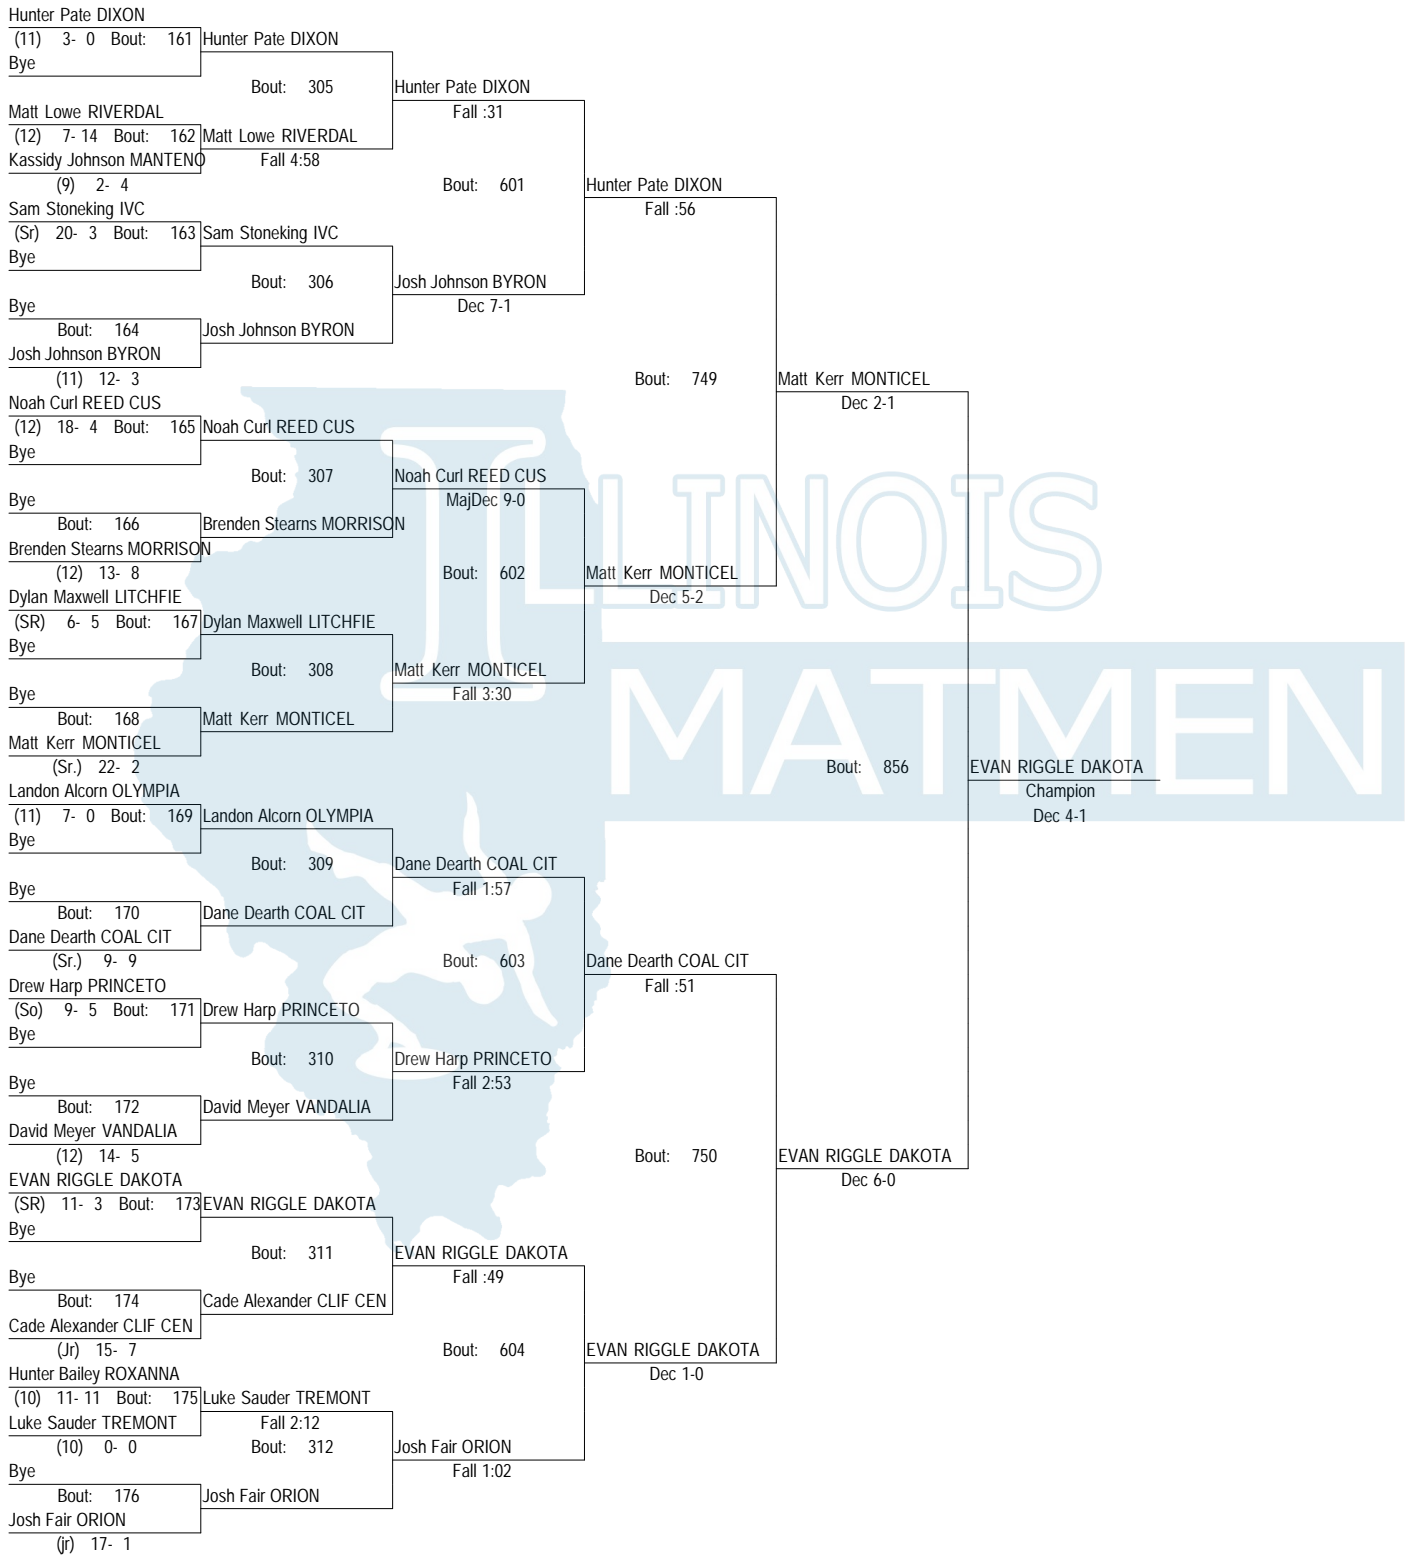 Hunter Pate DIXON
(11) 3- 0 Bout: 161 Hunter Pate DIXON
Bye
Bout: 305 Hunter Pate DIXON
Matt Lowe RIVERDAL Fall :31
(12) 7- 14 Bout: 162 Matt Lowe RIVERDAL
Kassidy Johnson MANTENO Fall 4:58
(9) 2- 4 Bout: 601 Hunter Pate DIXON
Sam Stoneking IVC Fall :56
(Sr) 20- 3 Bout: 163 Sam Stoneking IVC
Bye
Bout: 306 Josh Johnson BYRON
Bye Dec 7-1
Bout: 164 Josh Johnson BYRON
Josh Johnson BYRON
(11) 12- 3 Bout: 749 Matt Kerr MONTICEL
Noah Curl REED CUS Dec 2-1
(12) 18- 4 Bout: 165 Noah Curl REED CUS
Bye
Bout: 307 Noah Curl REED CUS
Bye MajDec 9-0
Bout: 166 Brenden Stearns MORRISON
Brenden Stearns MORRISON
(12) 13- 8 Bout: 602 Matt Kerr MONTICEL
Dylan Maxwell LITCHFIE Dec 5-2
(SR) 6- 5 Bout: 167 Dylan Maxwell LITCHFIE
Bye
Bout: 308 Matt Kerr MONTICEL
Bye Fall 3:30
Bout: 168 Matt Kerr MONTICEL
Matt Kerr MONTICEL
(Sr.) 22- 2 Bout: 856 EVAN RIGGLE DAKOTA
Landon Alcorn OLYMPIA Champion
(11) 7- 0 Bout: 169 Landon Alcorn OLYMPIA Dec 4-1
Bye
Bout: 309 Dane Dearth COAL CIT
Bye Fall 1:57
Bout: 170 Dane Dearth COAL CIT
Dane Dearth COAL CIT
(Sr.) 9- 9 Bout: 603 Dane Dearth COAL CIT
Drew Harp PRINCETO Fall :51
(So) 9- 5 Bout: 171 Drew Harp PRINCETO
Bye
Bout: 310 Drew Harp PRINCETO
Bye Fall 2:53
Bout: 172 David Meyer VANDALIA
David Meyer VANDALIA
(12) 14- 5 Bout: 750 EVAN RIGGLE DAKOTA
EVAN RIGGLE DAKOTA Dec 6-0
(SR) 11- 3 Bout: 173 EVAN RIGGLE DAKOTA
Bye
Bout: 311 EVAN RIGGLE DAKOTA
Bye Fall :49
Bout: 174 Cade Alexander CLIF CEN
Cade Alexander CLIF CEN
(Jr) 15- 7 Bout: 604 EVAN RIGGLE DAKOTA
Hunter Bailey ROXANNA Dec 1-0
(10) 11- 11 Bout: 175 Luke Sauder TREMONT
Luke Sauder TREMONT Fall 2:12
(10) 0- 0 Bout: 312 Josh Fair ORION
Bye Fall 1:02
Bout: 176 Josh Fair ORION
Josh Fair ORION
(jr) 17- 1
ILLINOIS
MATMEN